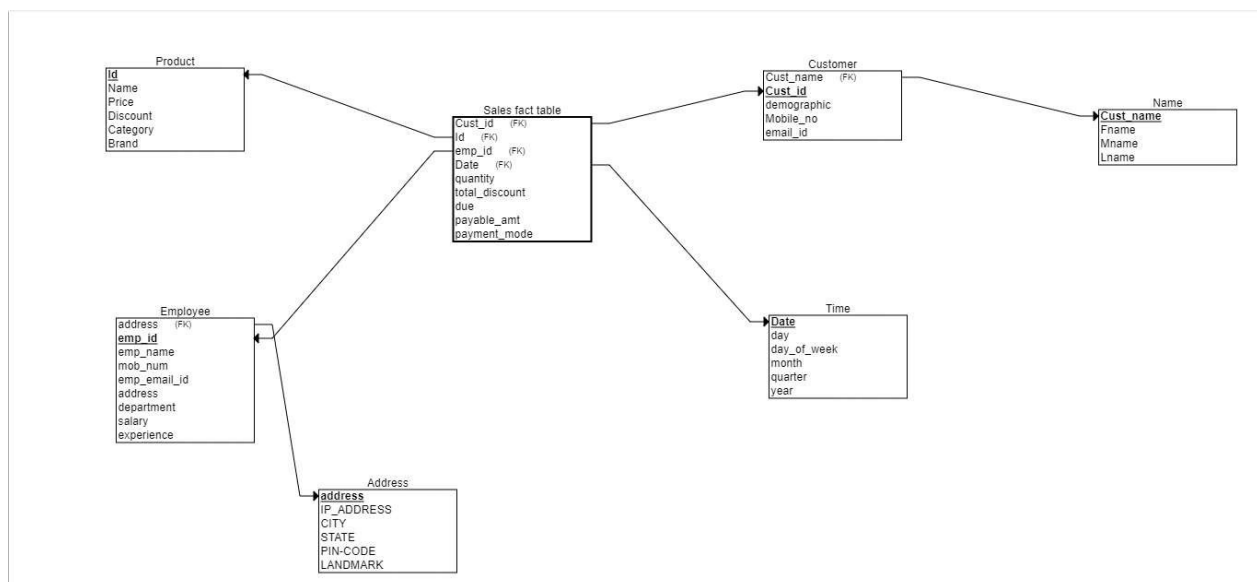 Product
Id
Name
Price
Discount
Category
Brand
Sales fact table
Cust_id (FK)
Id (FK)
emp_id (FK)
Date (FK)
quantity
total_discount
due
payable_amt
payment_mode
Customer
Cust_name (FK)
Cust_id
demographic
Mobile_no
email_id
Name
Cust_name
Fname
Mname
Lname
Employee
address (FK)
emp_id
emp_name
mob_num
emp_email_id
address
department
salary
experience
Time
Date
day
day_of_week
month
quarter
year
Address
address
IP_ADDRESS
CITY
STATE
PIN-CODE
LANDMARK